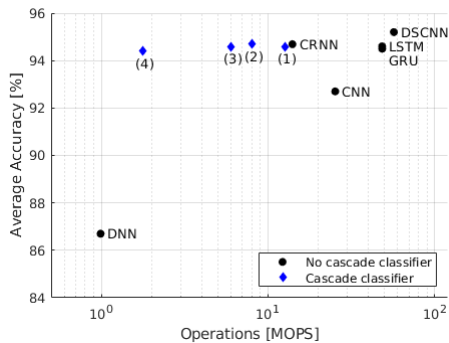 96
94
92
90
88
86
84
Average Accuracy [%]
DSCNN
CRNN
LSTM
GRU
(4)
(3)
(2)
(1)
CNN
DNN
No cascade classifier
Cascade classifier
10^0
10^1
10^2
Operations [MOPS]